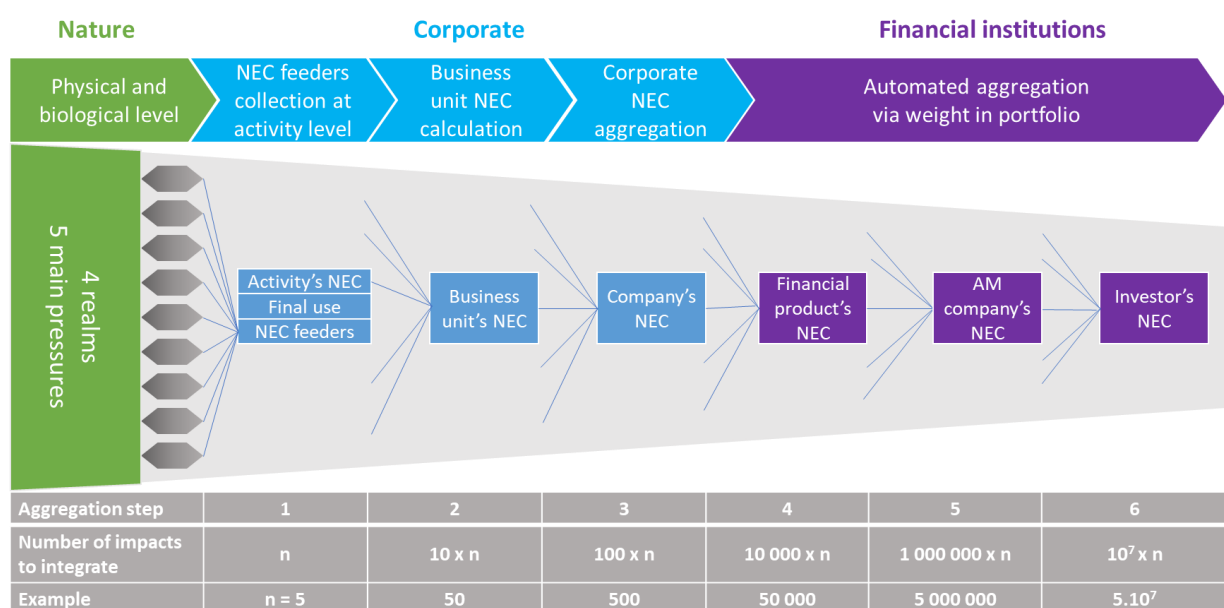 Nature
Corporate
Financial institutions
Physical and
biological level
NEC feeders
collection at
activity level
Business
unit NEC
calculation
Corporate
NEC
aggregation
Automated aggregation
via weight in portfolio
4 realms
5 main pressures
Activity's NEC
Final use
NEC feeders
Business
unit's NEC
Company's
NEC
Financial
product's
NEC
AM
company's
NEC
Investor's
NEC
Aggregation step 1 2 3 4 5 6
Number of impacts
to integrate
n 10 x n 100 x n 10 000 x n 1 000 000 x n 10⁷ x n
Example n = 5 50 500 50 000 5 000 000 5.10⁷